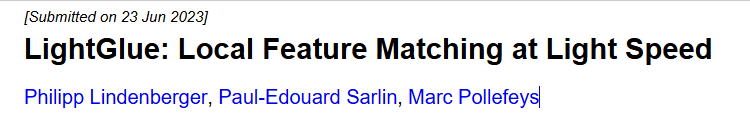 [Submitted on 23 Jun 2023]
LightGlue: Local Feature Matching at Light Speed
Philipp Lindenberger, Paul-Edouard Sarlin, Marc Pollefeys